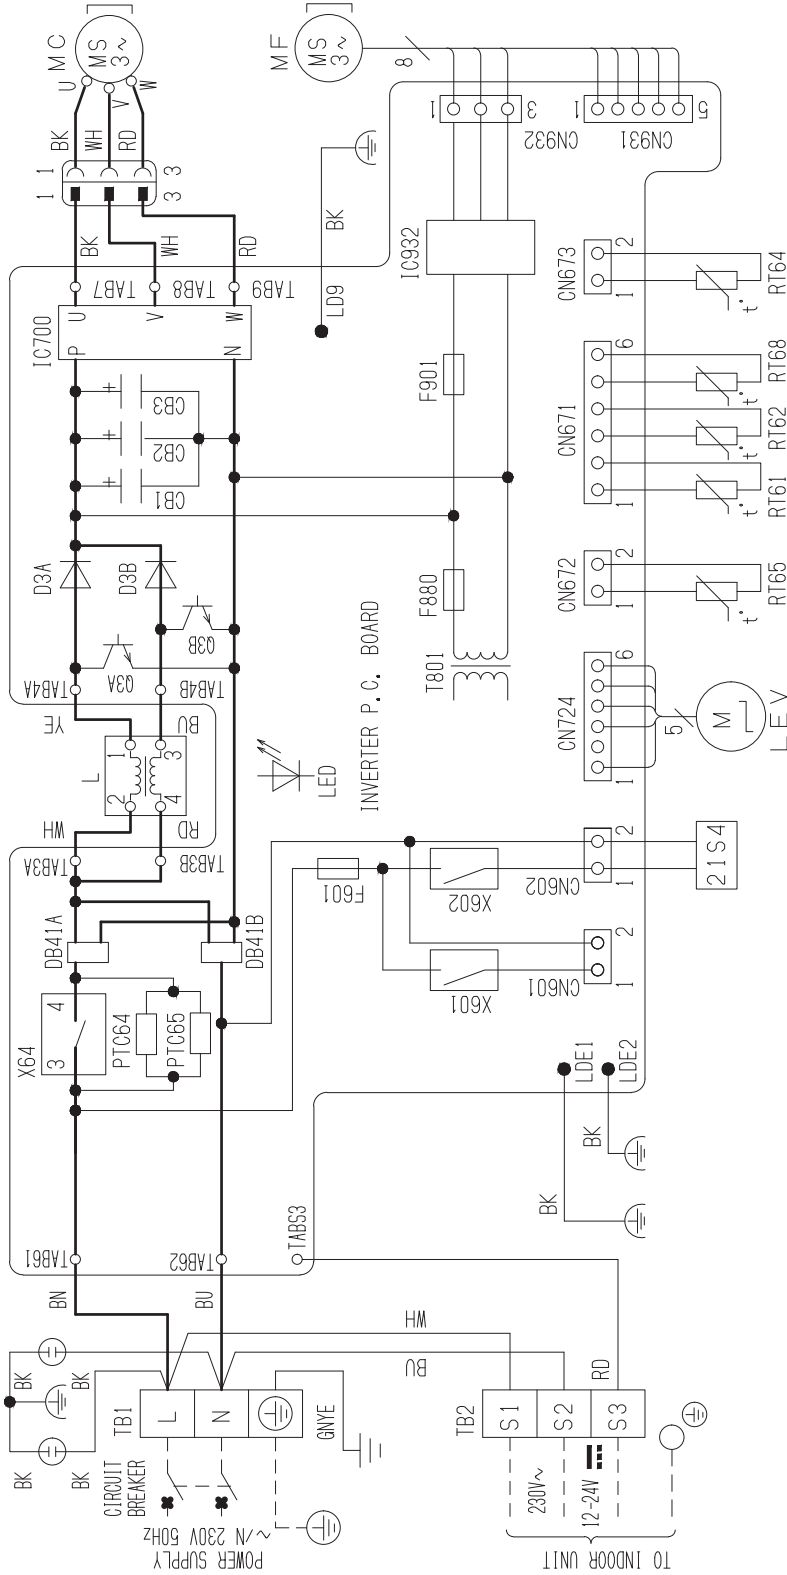 MC
MS
3~
U
V
W
BK
WH
RD
1 1
3 3
BK
WH
RD
TAB7
TAB8
TAB9
IC700
U
V
W
P
N
MF
MS
3~
8
1
3
CN932
1
5
CN931
BK
LD9
IC932
F901
CN673
1
2
t°
RT64
CB3
CB2
CB1
+
+
+
CN671
1
6
t°
RT68
t°
RT62
t°
RT61
D3A
D3B
Q3A
Q3B
F880
T801
CN672
1
2
t°
RT65
TAB4A
TAB4B
YE
BU
L
1
2
3
4
WH
RD
TAB3A
TAB3B
LED
INVERTER P.C. BOARD
CN724
1
6
5
M
LEV
DB41A
DB41B
F601
X602
X601
CN602
1
2
21S4
CN601
1
2
X64
3
4
PTC64
PTC65
LDE1
LDE2
BK
BK
TAB61
TAB62
TABS3
BN
BU
WH
BU
RD
BK
BK
BK
BK
TB1
L
N
GNYE
CIRCUIT
BREAKER
POWER SUPPLY
~/N 230V 50Hz
TB2
S1
S2
S3
230V~
12-24V
TO INDOOR UNIT